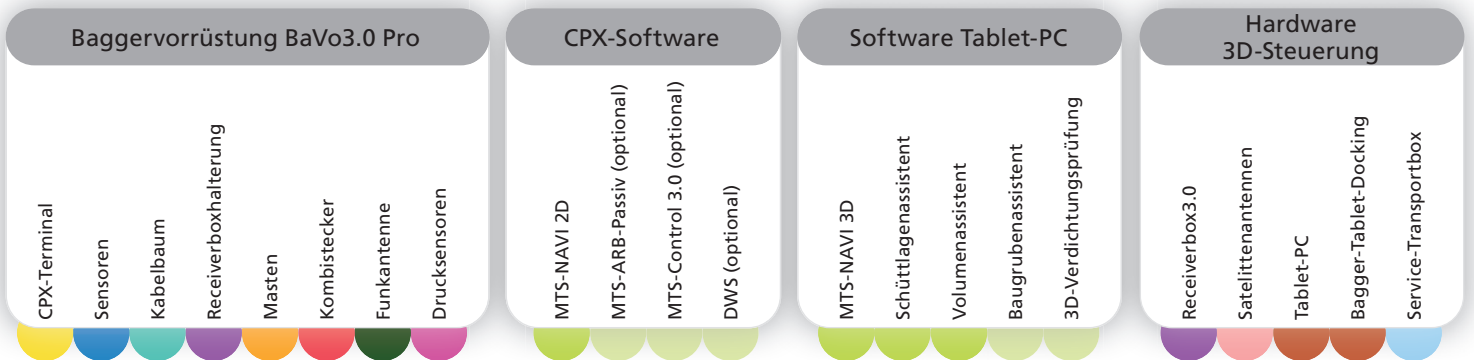 Baggervorrüstung BaVo3.0 Pro
CPX-Terminal
Sensoren
Kabelbaum
Receiverboxhalterung
Masten
Kombistecker
Funkantenne
Drucksensoren
CPX-Software
MTS-NAVI 2D
MTS-ARB-Passiv (optional)
MTS-Control 3.0 (optional)
DWS (optional)
Software Tablet-PC
MTS-NAVI 3D
Schüttlagenassistent
Volumenassistent
Baugrubenassistent
3D-Verdichtungsprüfung
Hardware
3D-Steuerung
Receiverbox3.0
Satelittenantennen
Tablet-PC
Bagger-Tablet-Docking
Service-Transportbox